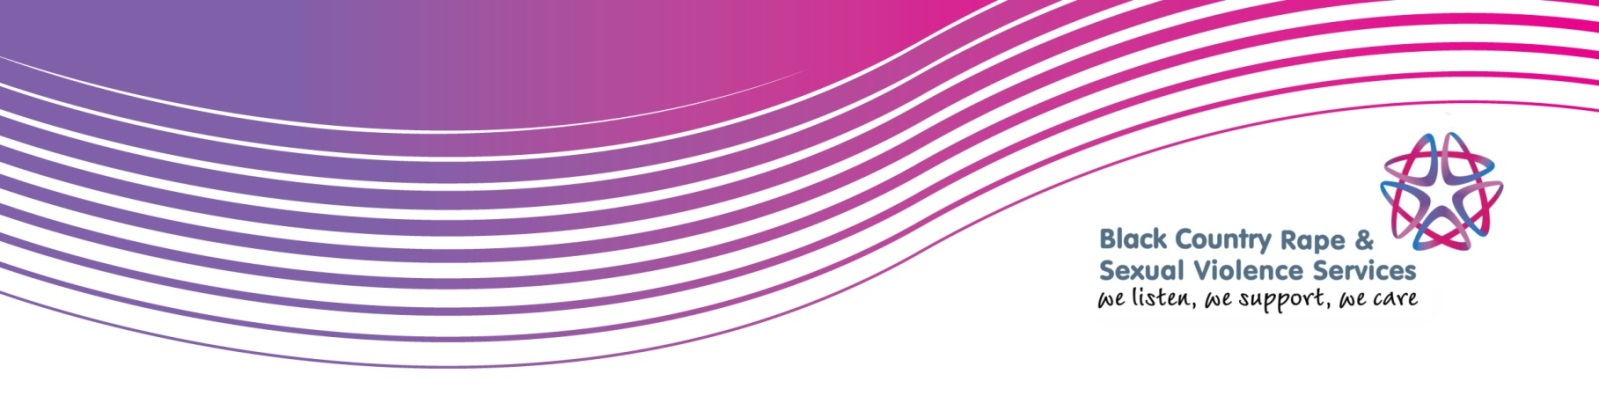 Black Country Rape &
Sexual Violence Services
we listen, we support, we care